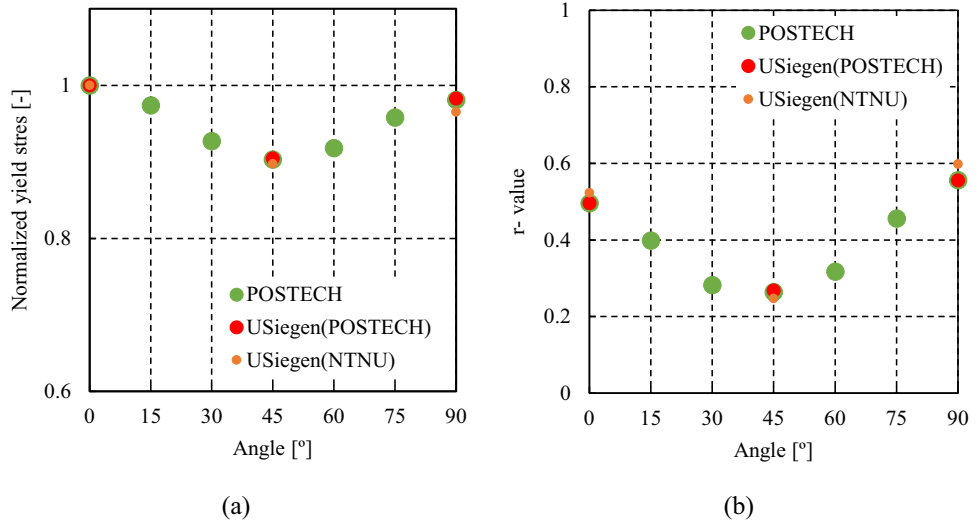 1
0.8
0.6
Normalized yield stres [-]
POSTECH
USiegen(POSTECH)
USiegen(NTNU)
0 15 30 45 60 75 90
Angle [º]
(a)
1
0.8
0.6
0.4
0.2
0
r- value
POSTECH
USiegen(POSTECH)
USiegen(NTNU)
0 15 30 45 60 75 90
Angle [º]
(b)